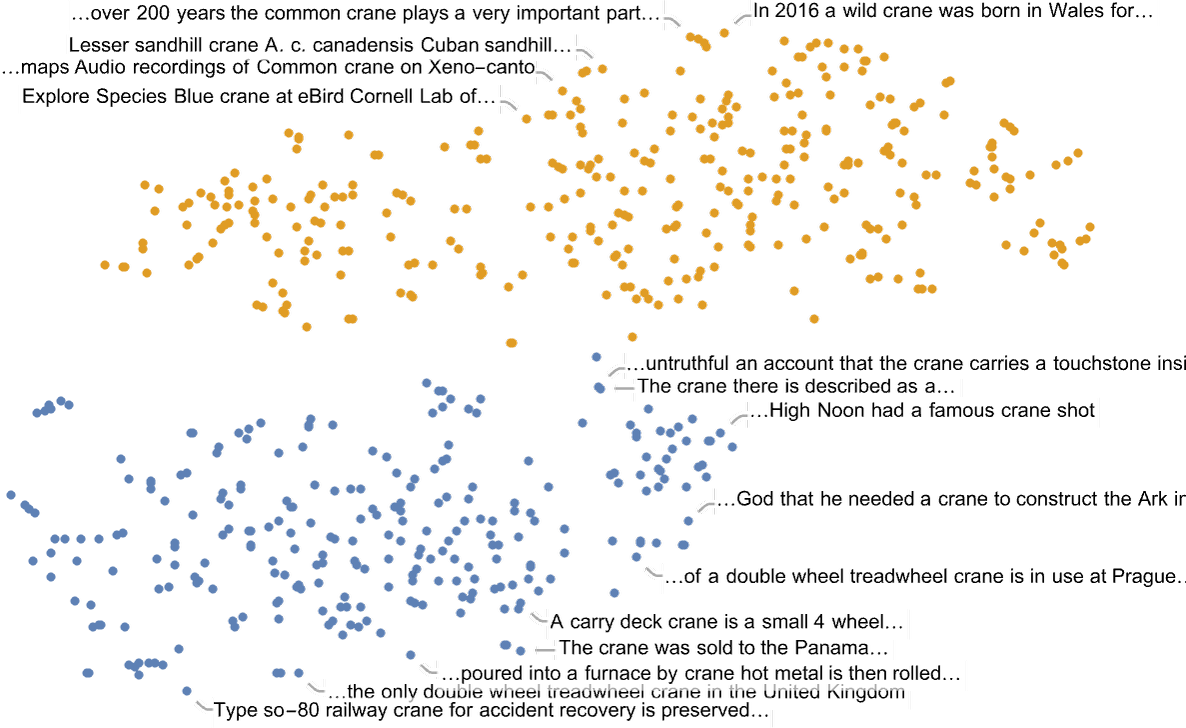 …over 200 years the common crane plays a very important part…
In 2016 a wild crane was born in Wales for…
Lesser sandhill crane A. c. canadensis Cuban sandhill…
…maps Audio recordings of Common crane on Xeno−canto
Explore Species Blue crane at eBird Cornell Lab of…
…untruthful an account that the crane carries a touchstone insi
The crane there is described as a…
…High Noon had a famous crane shot
…God that he needed a crane to construct the Ark in
…of a double wheel treadwheel crane is in use at Prague…
A carry deck crane is a small 4 wheel…
The crane was sold to the Panama…
…poured into a furnace by crane hot metal is then rolled…
…the only double wheel treadwheel crane in the United Kingdom
Type so−80 railway crane for accident recovery is preserved…